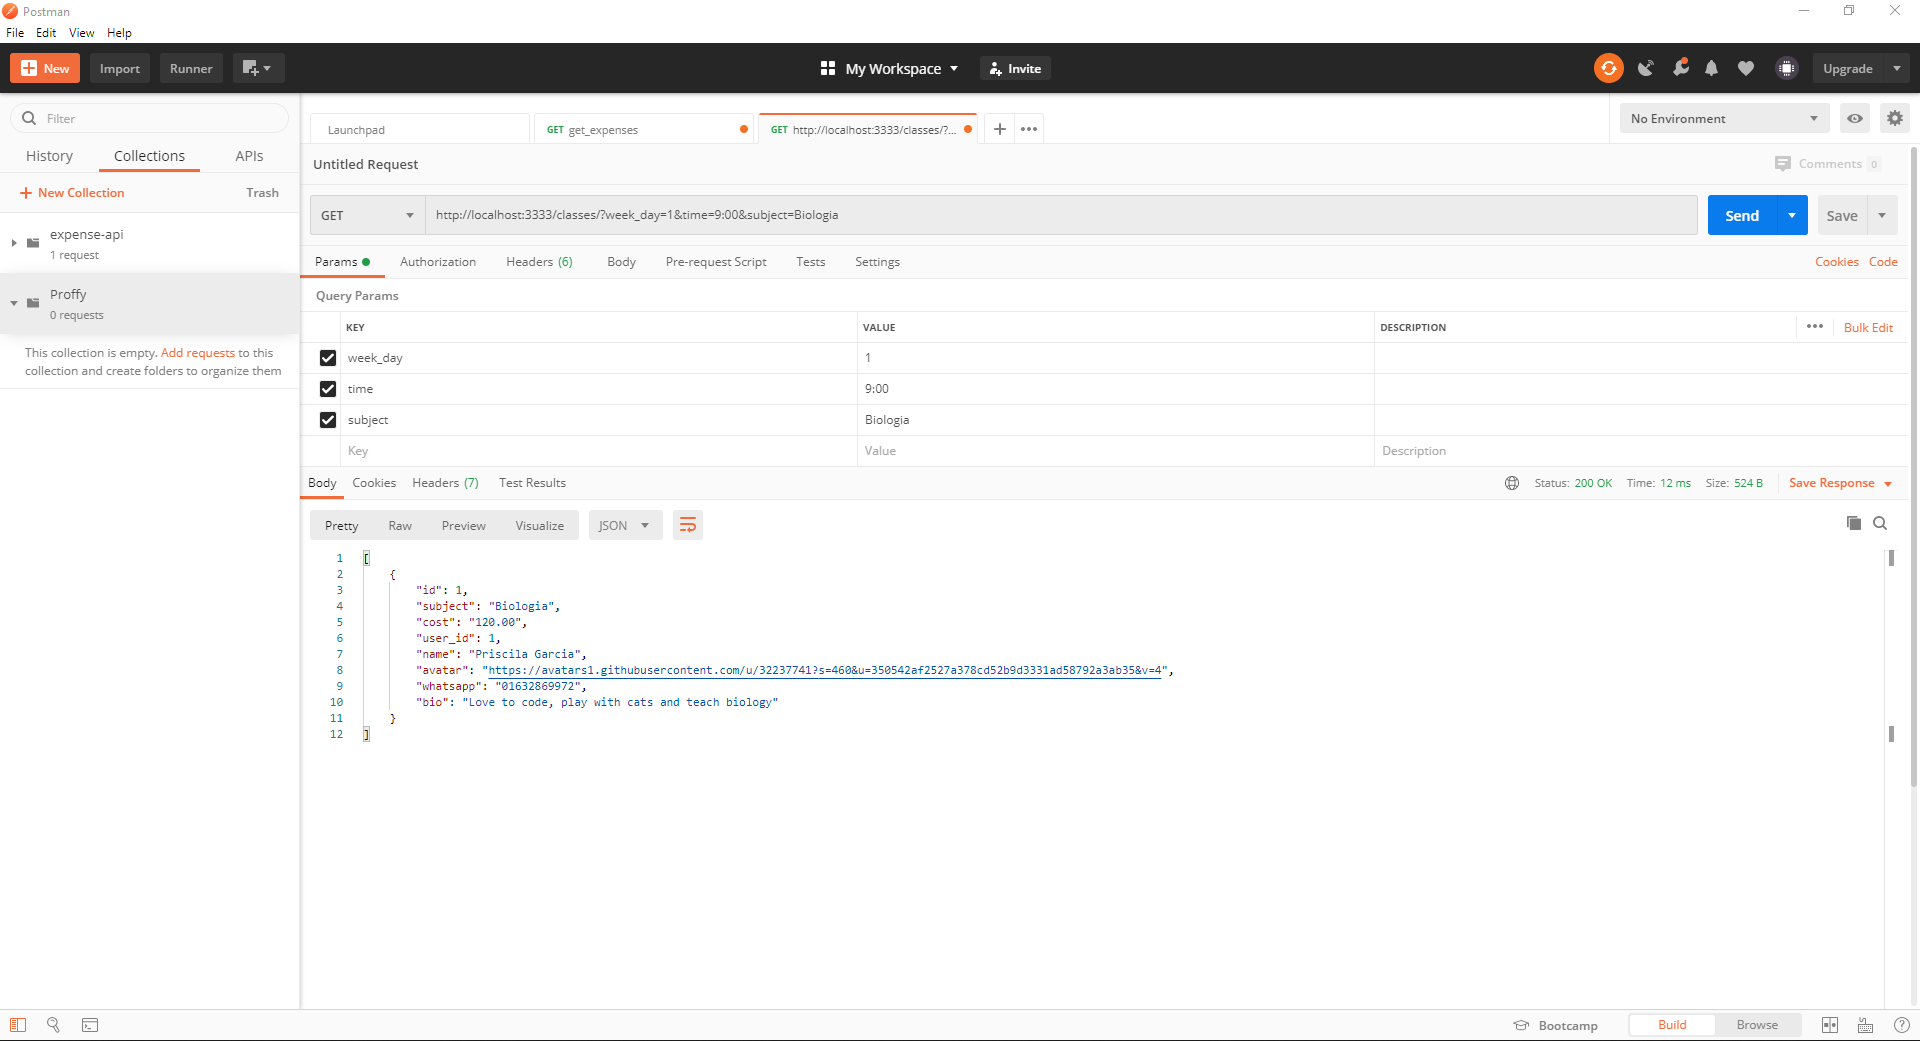 Postman
File Edit View Help
New Import Runner My Workspace Invite Upgrade
Filter
History Collections APIs
New Collection Trash
expense-api
1 request
Proffy
0 requests
This collection is empty. Add requests to this
collection and create folders to organize them
Launchpad GET get_expenses GET http://localhost:3333/classes/?... No Environment
Untitled Request Comments 0
GET http://localhost:3333/classes/?week_day=1&time=9:00&subject=Biologia Send Save
Params Authorization Headers (6) Body Pre-request Script Tests Settings Cookies Code
Query Params
KEY VALUE DESCRIPTION Bulk Edit
week_day 1
time 9:00
subject Biologia
Key Value Description
Body Cookies Headers (7) Test Results Status: 200 OK Time: 12 ms Size: 524 B Save Response
Pretty Raw Preview Visualize JSON
1 [
2 {
3 "id": 1,
4 "subject": "Biologia",
5 "cost": "120.00",
6 "user_id": 1,
7 "name": "Priscila Garcia",
8 "avatar": "https://avatars1.githubusercontent.com/u/32237741?s=460&u=350542af2527a378cd52b9d3331ad58792a3ab35&v=4",
9 "whatsapp": "01632869972",
10 "bio": "Love to code, play with cats and teach biology"
11 }
12 ]
Bootcamp Build Browse